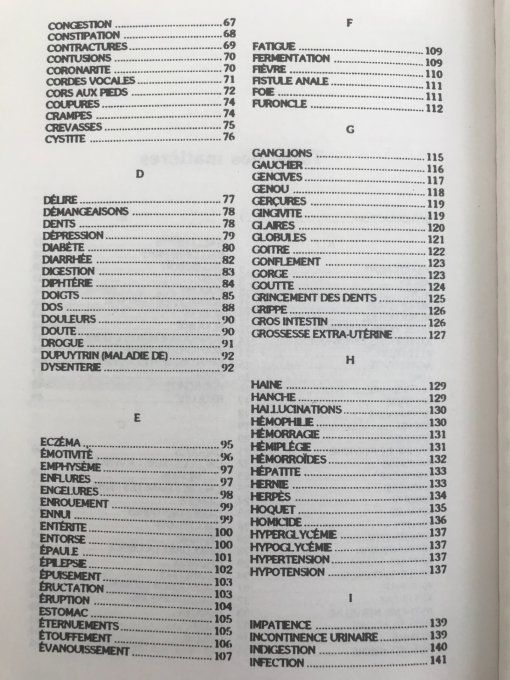 CONGESTION 67
CONSTIPATION 68
CONTRACTURES 69
CONTUSIONS 70
CORONARITE 70
CORDES VOCALES 71
CORS AUX PIEDS 72
COUPURES 74
CRAMPES 74
CREVASSES 75
CYSTITE 76
D
DÉLIRE 77
DÉMANGEAISONS 78
DENTS 78
DÉPRESSION 79
DIABÈTE 80
DIARRHÉE 82
DIGESTION 83
DIPHTÉRIE 84
DOIGTS 85
DOS 88
DOULEURS 90
DOUTE 90
DROGUE 91
DUPUYTRIN (MALADIE DE) 92
DYSENTERIE 92
E
ECZÉMA 95
ÉMOTIVITÉ 96
EMPHYSÈME 97
ENFLURES 97
ENGELURES 98
ENROUEMENT 99
ENNUI 99
ENTÉRITE 100
ENTORSE 100
ÉPAULE 101
ÉPILEPSIE 102
ÉPUISEMENT 103
ÉRUCTATION 103
ÉRUPTION 104
ESTOMAC 105
ÉTERNUEMENTS 105
ÉTOUFFEMENT 106
ÉVANOUISSEMENT 107
F
FATIGUE 109
FERMENTATION 109
FIÈVRE 110
FISTULE ANALE 111
FOIE 111
FURONCLE 112
G
GANGLIONS 115
GAUCHER 116
GENCIVES 117
GENOU 118
GERÇURES 119
GINGIVITE 119
GLAIRES 120
GLOBULES 121
GOITRE 122
GONFLEMENT 123
GORGE 123
GOUTTE 124
GRINCEMENT DES DENTS 125
GRIPPE 126
GROS INTESTIN 126
GROSSESSE EXTRA-UTÉRINE 127
H
HAINE 129
HANCHE 129
HALLUCINATIONS 130
HÉMOPHILIE 130
HÉMORRAGIE 131
HÉMIPLÉGIE 131
HÉMORROÏDES 132
HÉPATITE 133
HERNIE 133
HERPÈS 134
HOQUET 135
HOMICIDE 136
HYPERGLYCÉMIE 137
HYPOGLYCÉMIE 137
HYPERTENSION 137
HYPOTENSION 137
I
IMPATIENCE 139
INCONTINENCE URINAIRE 139
INDIGESTION 140
INFECTION 141